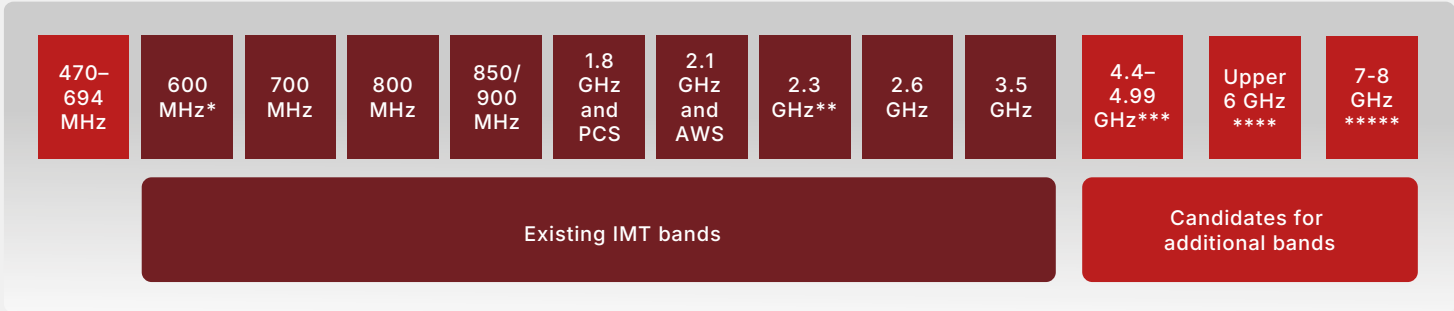 470–
694
MHz
600
MHz*
700
MHz
800
MHz
850/
900
MHz
1.8
GHz
and
PCS
2.1
GHz
and
AWS
2.3
GHz**
2.6
GHz
3.5
GHz
4.4–
4.99
GHz***
Upper
6 GHz
****
7-8
GHz
*****
Existing IMT bands
Candidates for
additional bands